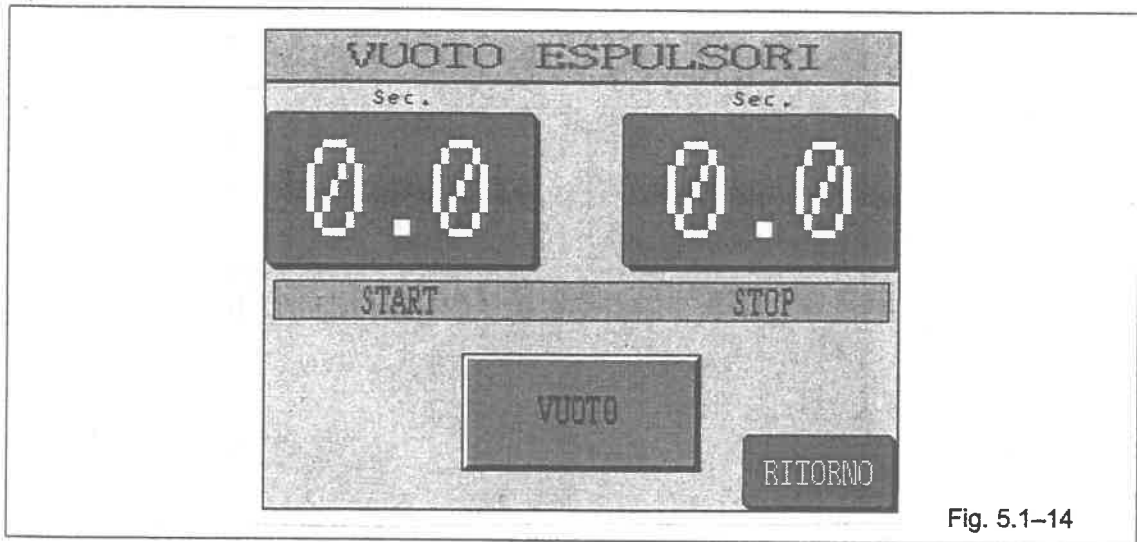 VUOTO ESPULSORI
Sec. Sec.
0.0 0.0
START STOP
VUOTO
RITORNO
Fig. 5.1–14